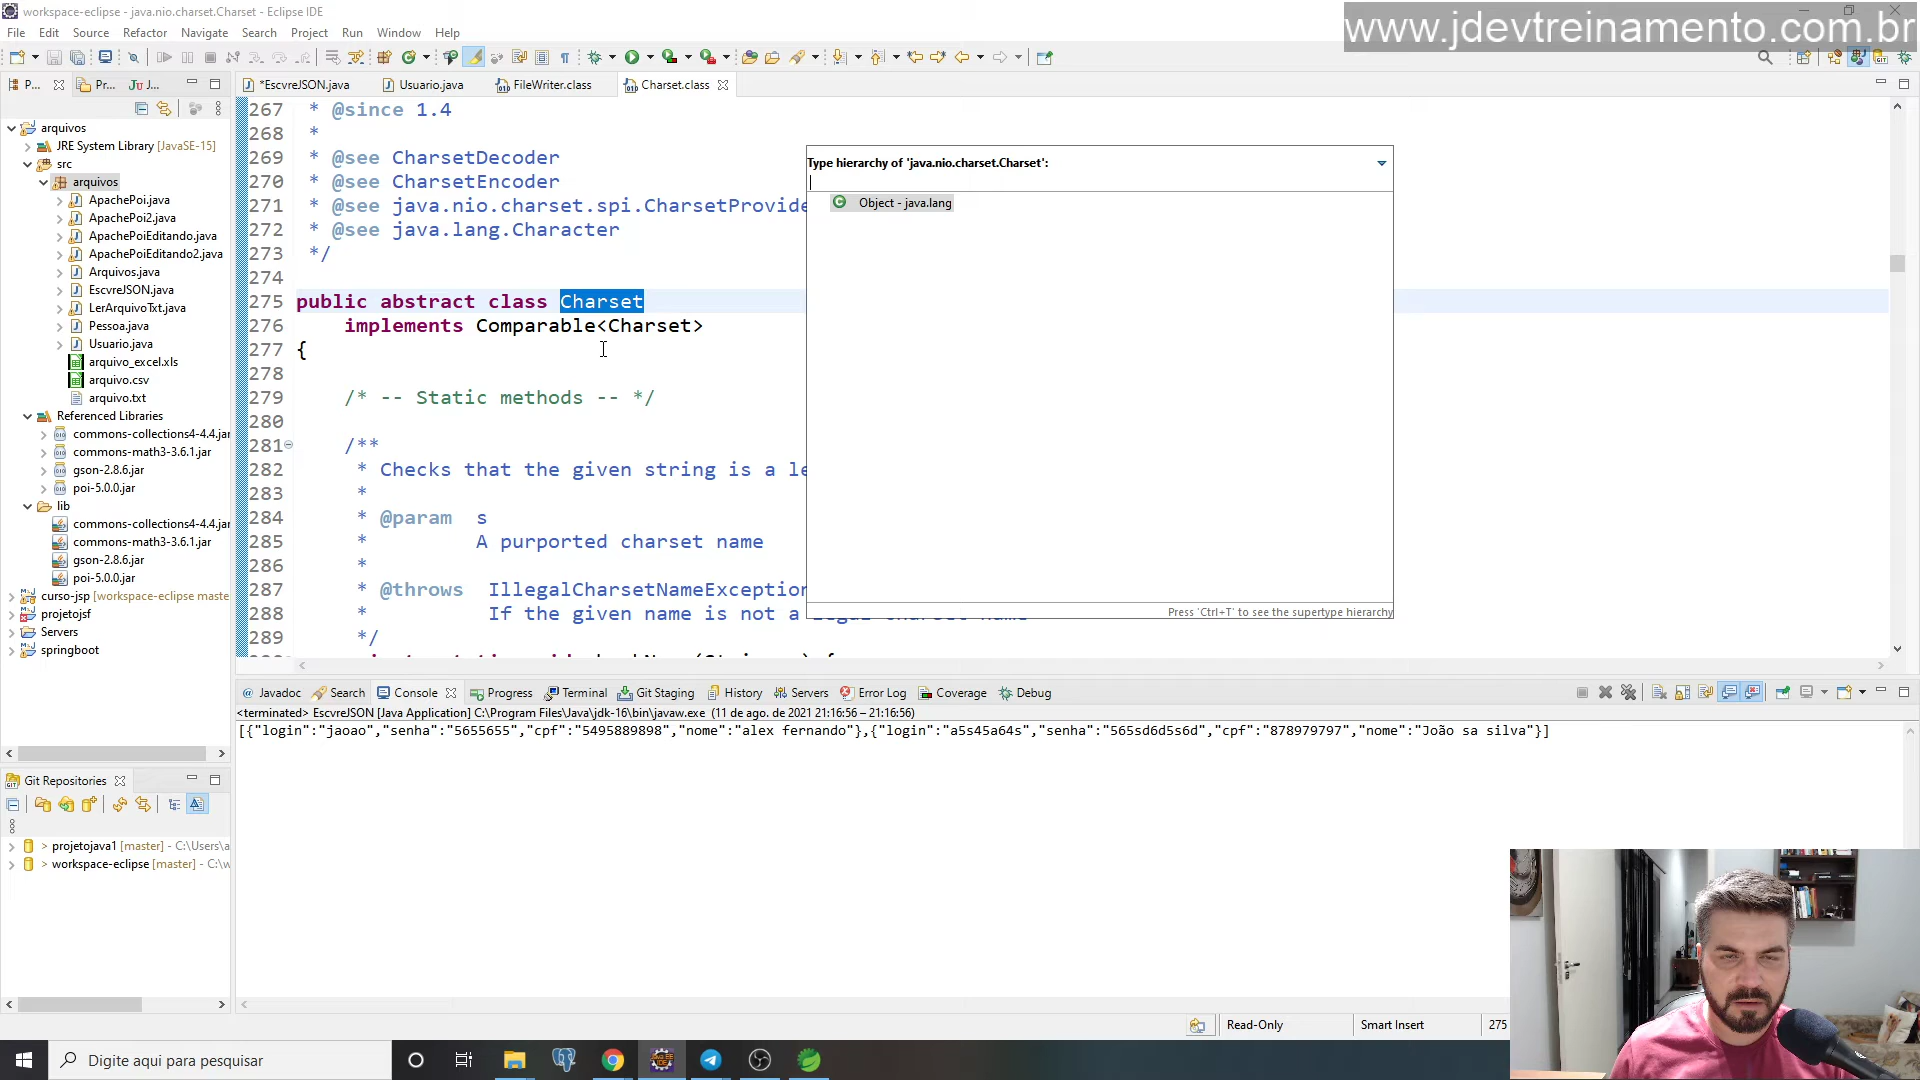 workspace-eclipse - java.nio.charset.Charset - Eclipse IDE
www.jdevtreinamento.com.br
File Edit Source Refactor Navigate Search Project Run Window Help
P... Pr... Ju J...
*EscvreJSON.java Usuario.java FileWriter.class Charset.class
arquivos
JRE System Library [JavaSE-15]
src
arquivos
ApachePoi.java
ApachePoi2.java
ApachePoiEditando.java
ApachePoiEditando2.java
Arquivos.java
EscvreJSON.java
LerArquivoTxt.java
Pessoa.java
Usuario.java
arquivo_excel.xls
arquivo.csv
arquivo.txt
Referenced Libraries
commons-collections4-4.4.jar
commons-math3-3.6.1.jar
gson-2.8.6.jar
poi-5.0.0.jar
lib
commons-collections4-4.4.jar
commons-math3-3.6.1.jar
gson-2.8.6.jar
poi-5.0.0.jar
curso-jsp [workspace-eclipse maste
projetojsf
Servers
springboot
267 * @since 1.4
268 *
269 * @see CharsetDecoder
270 * @see CharsetEncoder
271 * @see java.nio.charset.spi.CharsetProvide
272 * @see java.lang.Character
273 */
274
275 public abstract class Charset
276 implements Comparable<Charset>
277 {
278
279 /* -- Static methods -- */
280
281 /**
282 * Checks that the given string is a le
283 *
284 * @param s
285 * A purported charset name
286 *
287 * @throws IllegalCharsetNameException
288 * If the given name is not a legal charset name
289 */
Type hierarchy of 'java.nio.charset.Charset':
Object - java.lang
Press 'Ctrl+T' to see the supertype hierarchy
Javadoc Search Console Progress Terminal Git Staging History Servers Error Log Coverage Debug
<terminated> EscvreJSON [Java Application] C:\Program Files\Java\jdk-16\bin\javaw.exe (11 de ago. de 2021 21:16:56 – 21:16:56)
[{"login":"jaoao","senha":"5655655","cpf":"5495889898","nome":"alex fernando"},{"login":"a5s45a64s","senha":"565sd6d5s6d","cpf":"878979797","nome":"João sa silva"}]
Git Repositories
> projetojava1 [master] - C:\Users\a
> workspace-eclipse [master] - C:\w
Read-Only Smart Insert 275
Digite aqui para pesquisar